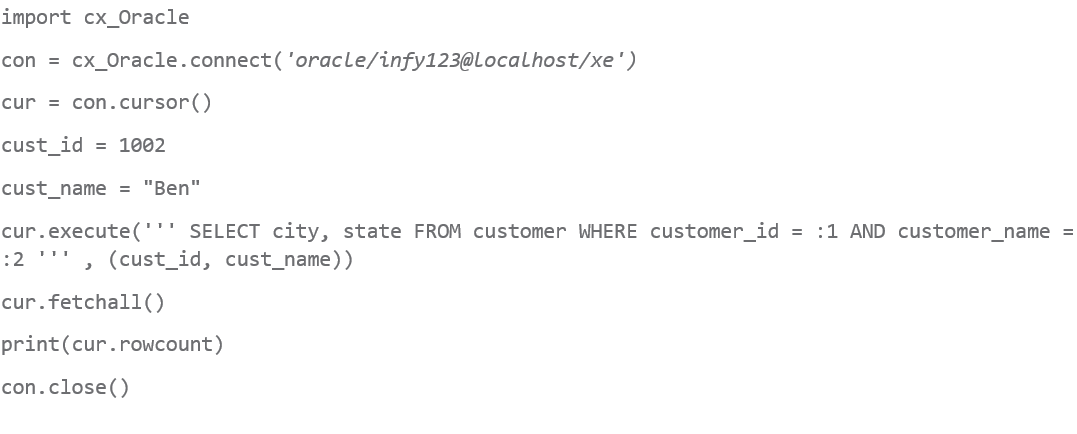 import cx_Oracle
con = cx_Oracle.connect('oracle/infy123@localhost/xe')
cur = con.cursor()
cust_id = 1002
cust_name = "Ben"
cur.execute(''' SELECT city, state FROM customer WHERE customer_id = :1 AND customer_name =
:2 ''' , (cust_id, cust_name))
cur.fetchall()
print(cur.rowcount)
con.close()